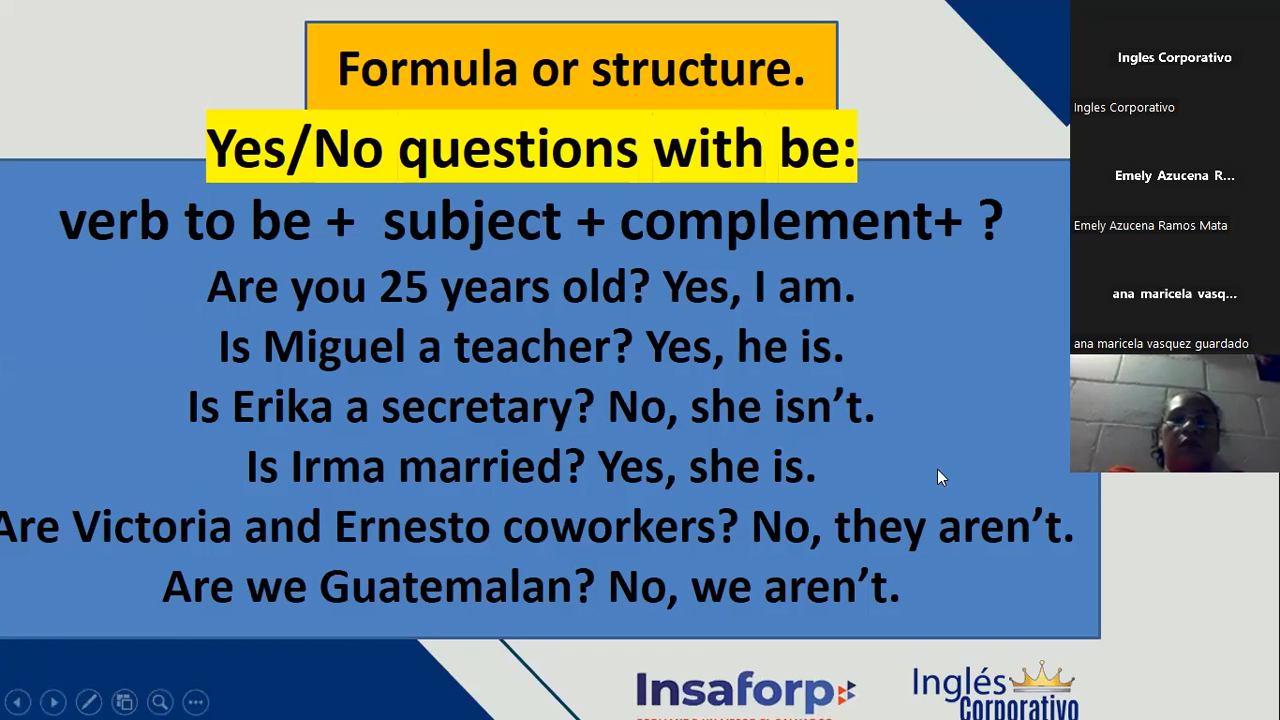 Formula or structure.
Yes/No questions with be:
verb to be + subject + complement+ ?
Are you 25 years old? Yes, I am.
Is Miguel a teacher? Yes, he is.
Is Erika a secretary? No, she isn’t.
Is Irma married? Yes, she is.
Are Victoria and Ernesto coworkers? No, they aren’t.
Are we Guatemalan? No, we aren’t.
Insaforp
Inglés
Corporativo
Ingles Corporativo
Ingles Corporativo
Emely Azucena R...
Emely Azucena Ramos Mata
ana maricela vasq...
ana maricela vasquez guardado